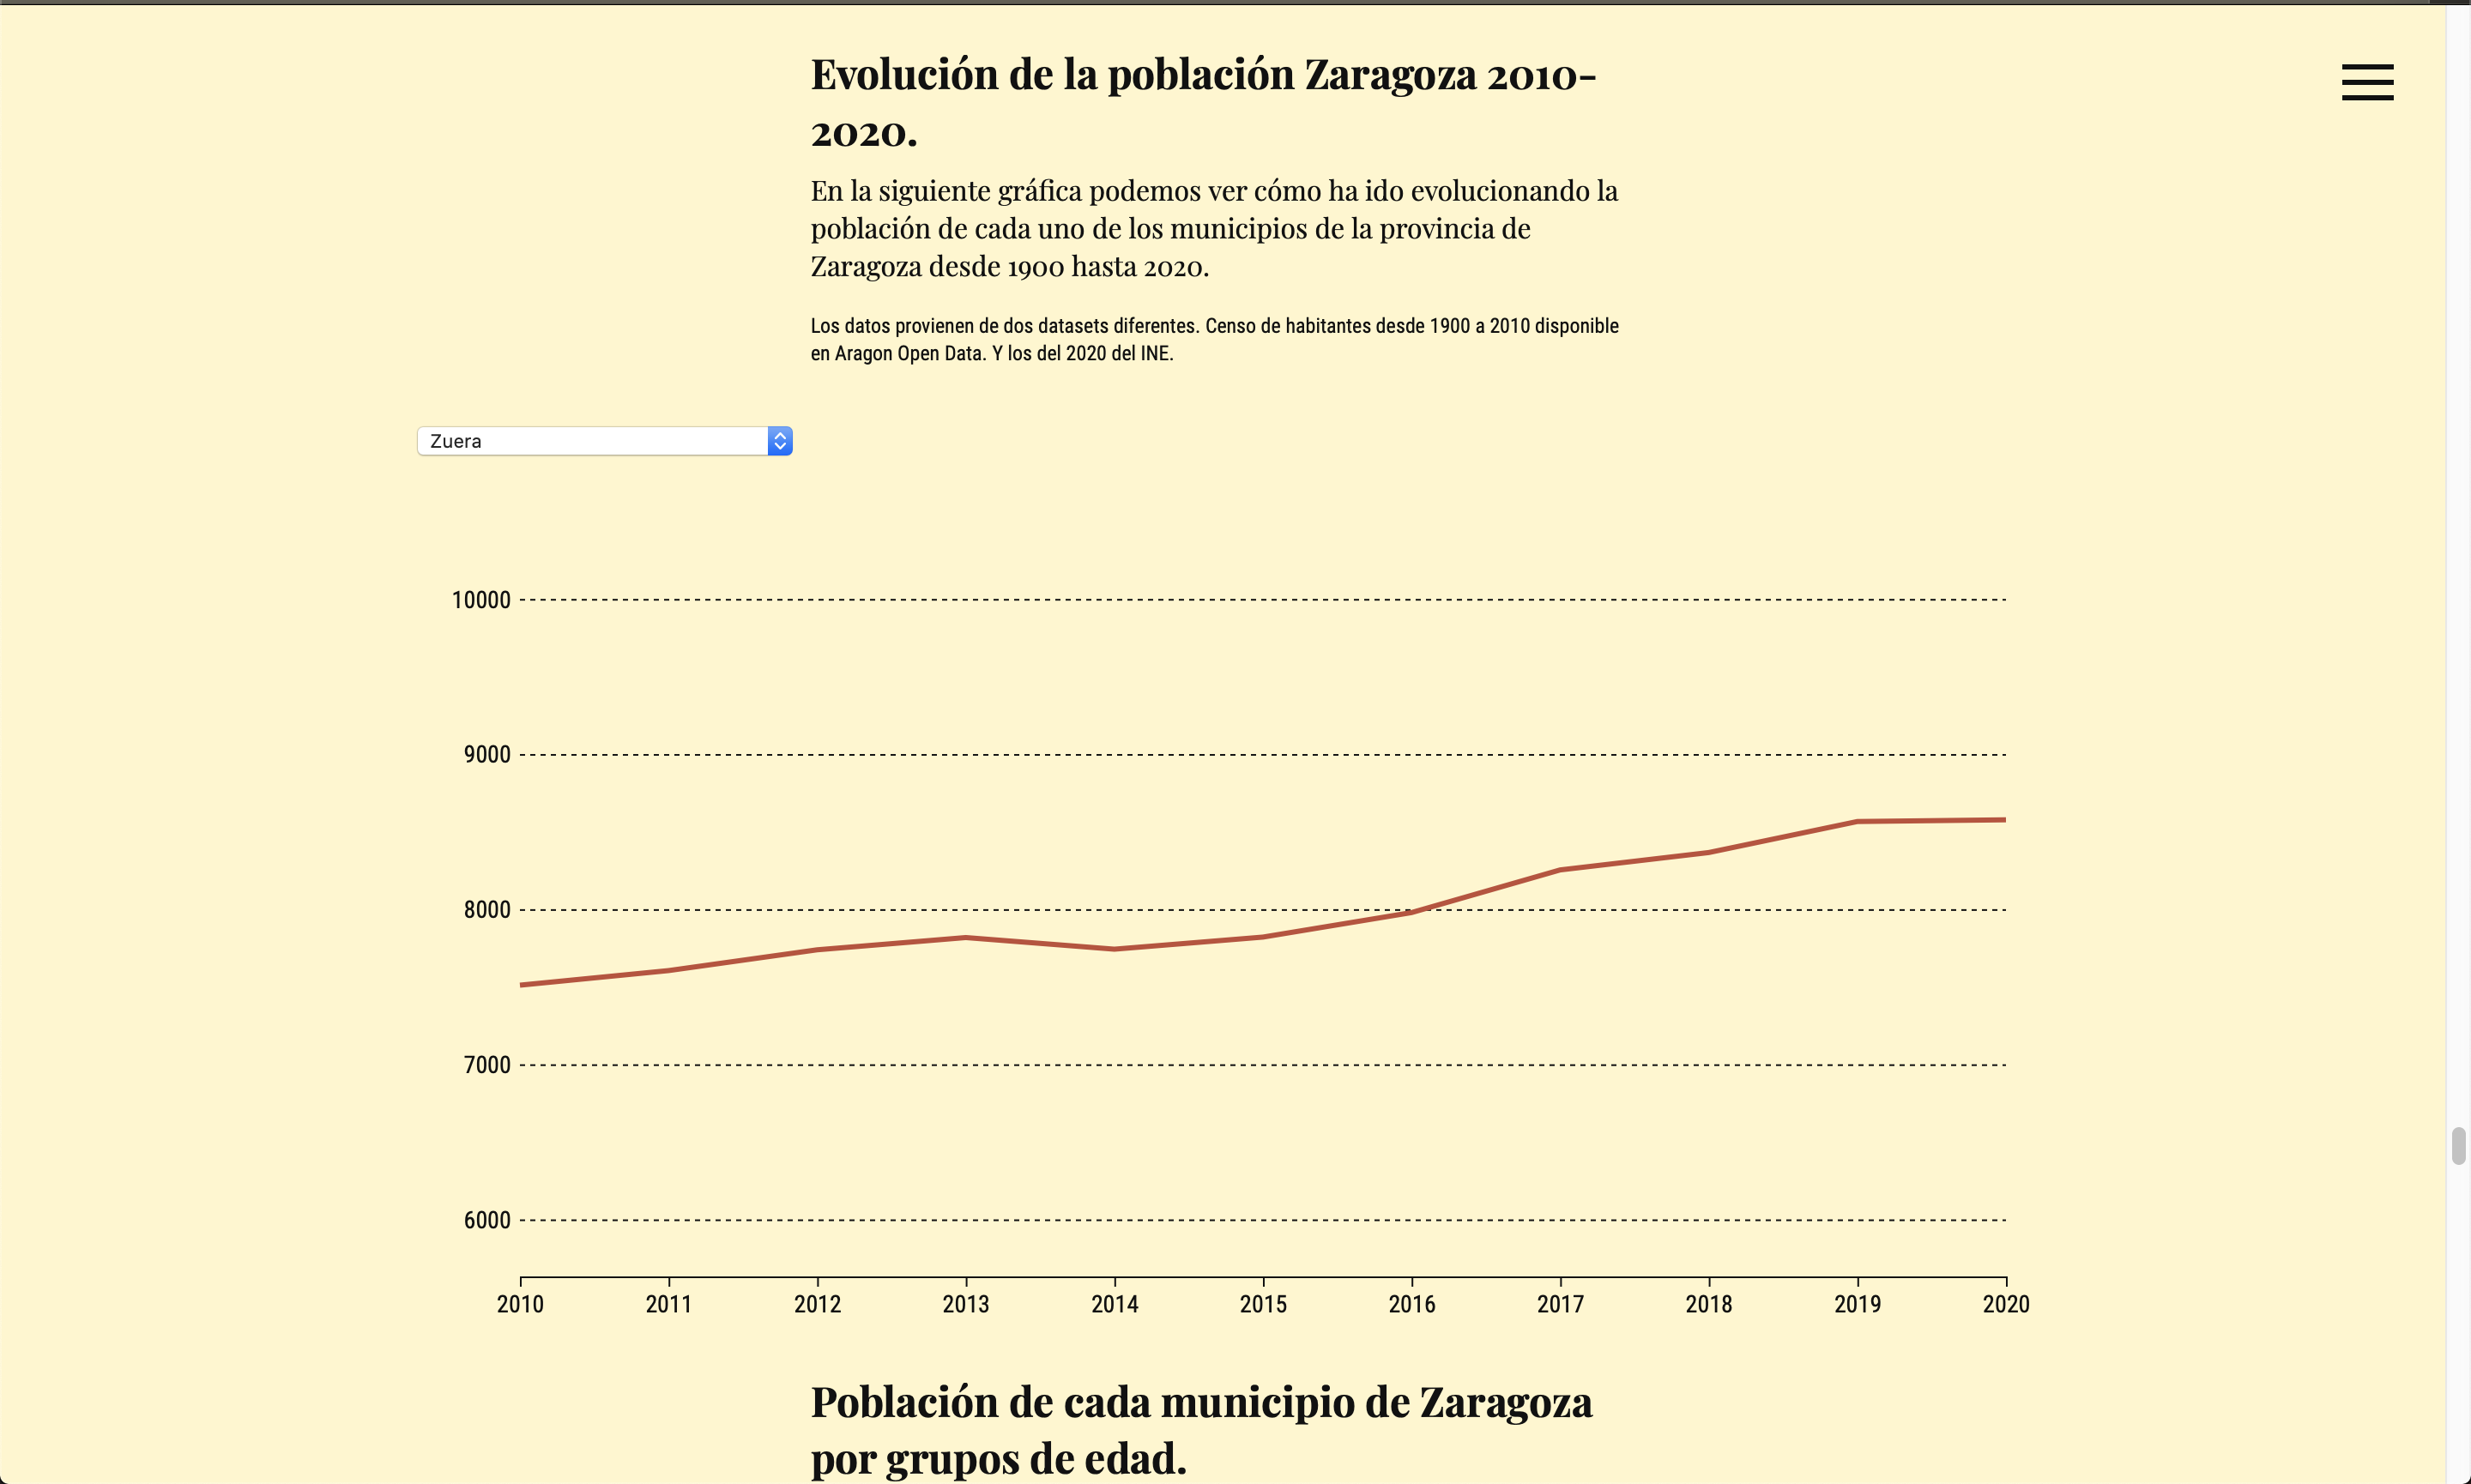 Evolución de la población Zaragoza 2010-
2020.
En la siguiente gráfica podemos ver cómo ha ido evolucionando la
población de cada uno de los municipios de la provincia de
Zaragoza desde 1900 hasta 2020.
Los datos provienen de dos datasets diferentes. Censo de habitantes desde 1900 a 2010 disponible
en Aragon Open Data. Y los del 2020 del INE.
Zuera
10000
9000
8000
7000
6000
2010 2011 2012 2013 2014 2015 2016 2017 2018 2019 2020
Población de cada municipio de Zaragoza
por grupos de edad.